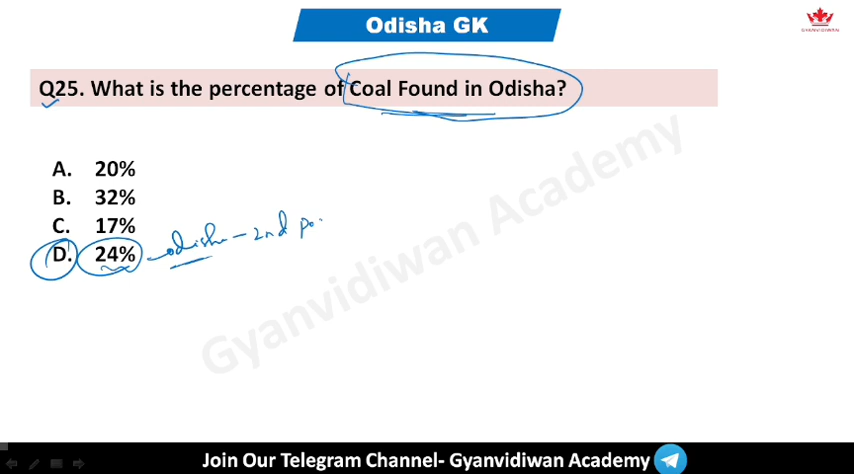 Odisha GK
GYANVIDIWAN
Q25. What is the percentage of Coal Found in Odisha?
A. 20%
B. 32%
C. 17%
D. 24%
odisha - 2nd po
Gyanvidiwan Academy
Join Our Telegram Channel- Gyanvidiwan Academy